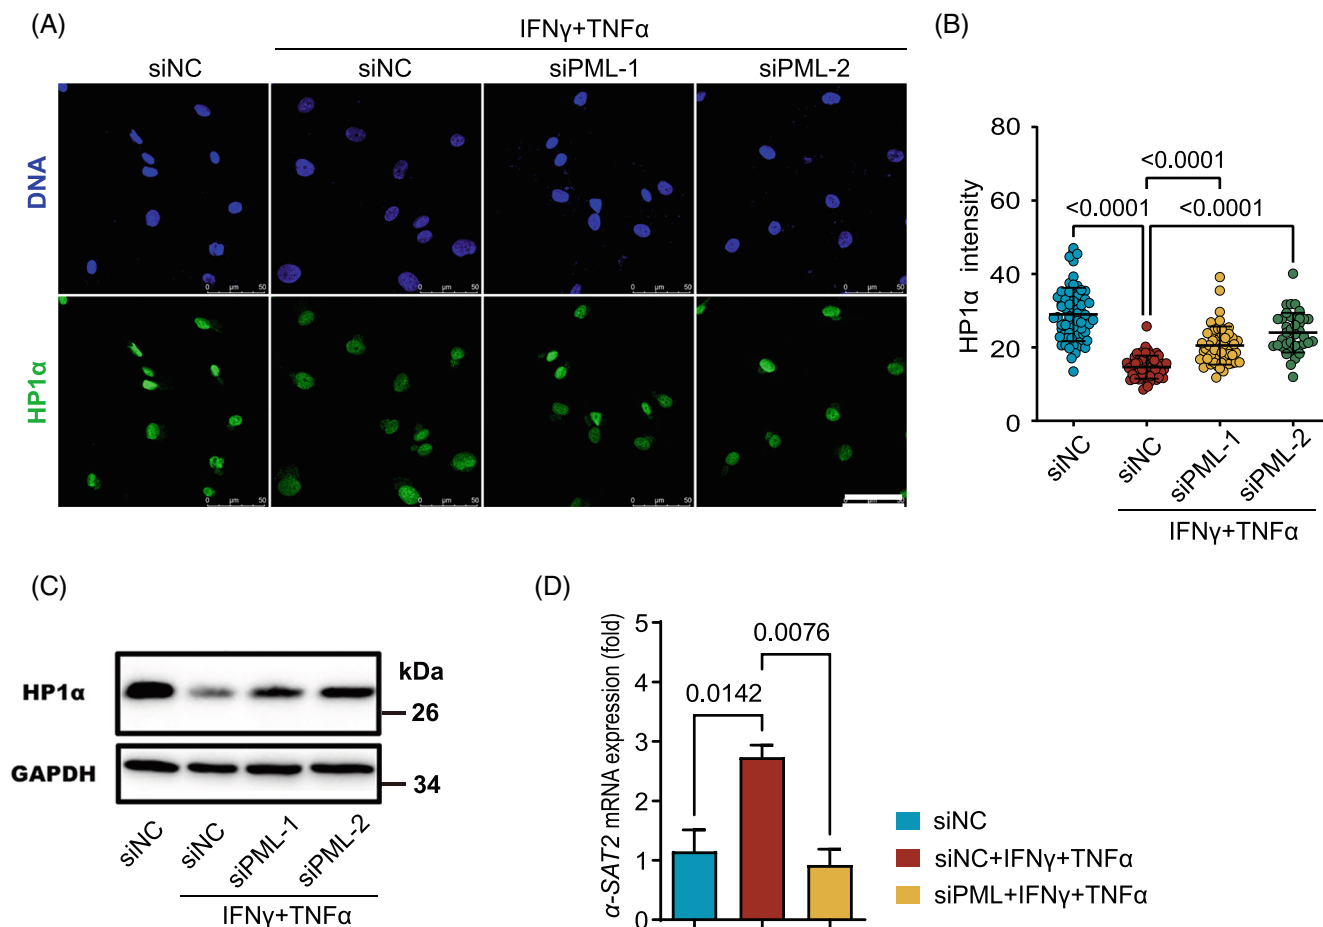 (A)
IFNγ+TNFα
siNC siNC siPML-1 siPML-2
DNA
0 µm 50 0 µm 50 0 µm 50 0 µm 50
HP1α
0 µm 50 0 µm 50 0 µm 50 0 µm 50
(B)
80
60
40
20
0
HP1α intensity
<0.0001
<0.0001 <0.0001
siNC siNC siPML-1 siPML-2
IFNγ+TNFα
(C)
kDa
HP1α
26
GAPDH
34
siNC siNC siPML-1 siPML-2
IFNγ+TNFα
(D)
α-SAT2 mRNA expression (fold)
5
4
3
2
1
0
0.0076
0.0142
siNC
siNC+IFNγ+TNFα
siPML+IFNγ+TNFα